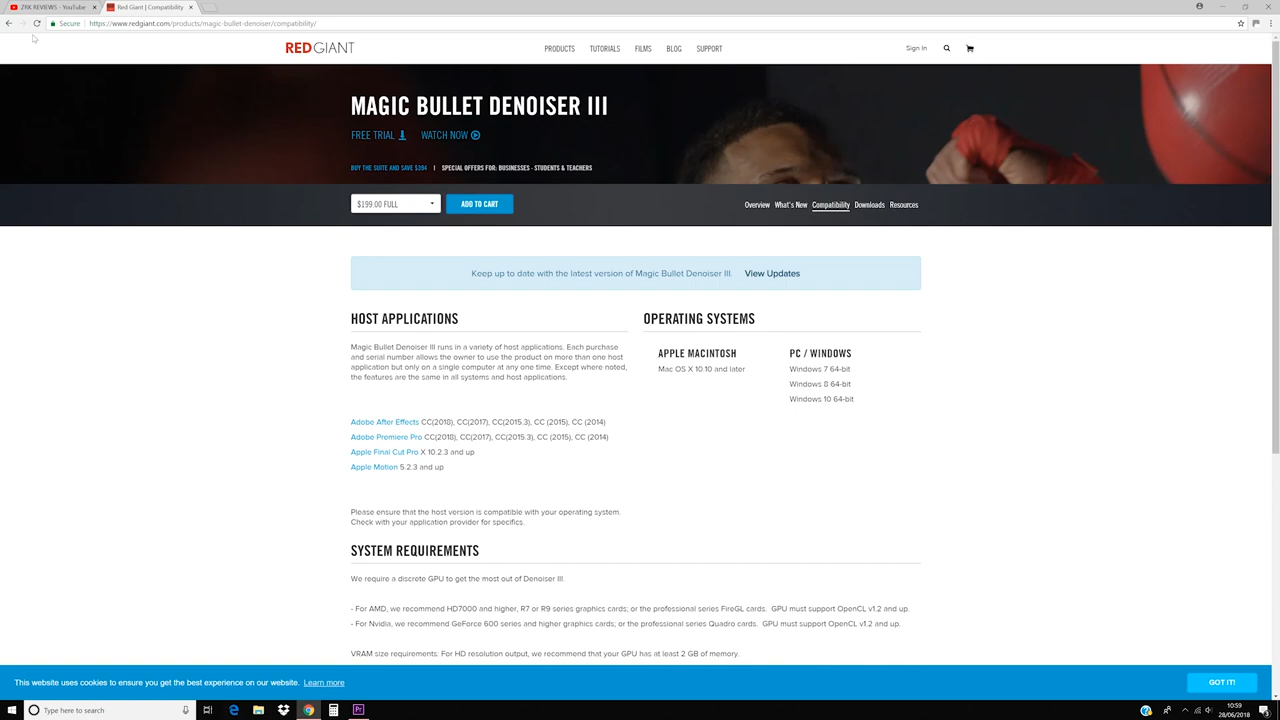 ZRK REVIEWS - YouTube
Red Giant | Compatibility
Secure
https://www.redgiant.com/products/magic-bullet-denoiser/compatibility/
REDGIANT
PRODUCTS TUTORIALS FILMS BLOG SUPPORT
Sign In
MAGIC BULLET DENOISER III
FREE TRIAL WATCH NOW
BUY THE SUITE AND SAVE $394 | SPECIAL OFFERS FOR: BUSINESSES - STUDENTS & TEACHERS
$199.00 FULL ADD TO CART
Overview What's New Compatibility Downloads Resources
Keep up to date with the latest version of Magic Bullet Denoiser III. View Updates
HOST APPLICATIONS
Magic Bullet Denoiser III runs in a variety of host applications. Each purchase
and serial number allows the owner to use the product on more than one host
application but only on a single computer at any one time. Except where noted,
the features are the same in all systems and host applications.
Adobe After Effects CC(2018), CC(2017), CC(2015.3), CC (2015), CC (2014)
Adobe Premiere Pro CC(2018), CC(2017), CC(2015.3), CC (2015), CC (2014)
Apple Final Cut Pro X 10.2.3 and up
Apple Motion 5.2.3 and up
Please ensure that the host version is compatible with your operating system.
Check with your application provider for specifics.
OPERATING SYSTEMS
APPLE MACINTOSH
Mac OS X 10.10 and later
PC / WINDOWS
Windows 7 64-bit
Windows 8 64-bit
Windows 10 64-bit
SYSTEM REQUIREMENTS
We require a discrete GPU to get the most out of Denoiser III.
- For AMD, we recommend HD7000 and higher, R7 or R9 series graphics cards; or the professional series FireGL cards. GPU must support OpenCL v1.2 and up.
- For Nvidia, we recommend GeForce 600 series and higher graphics cards; or the professional series Quadro cards. GPU must support OpenCL v1.2 and up.
VRAM size requirements: For HD resolution output, we recommend that your GPU has at least 2 GB of memory.
This website uses cookies to ensure you get the best experience on our website. Learn more
GOT IT!
Type here to search
Pr
10:59
28/06/2018